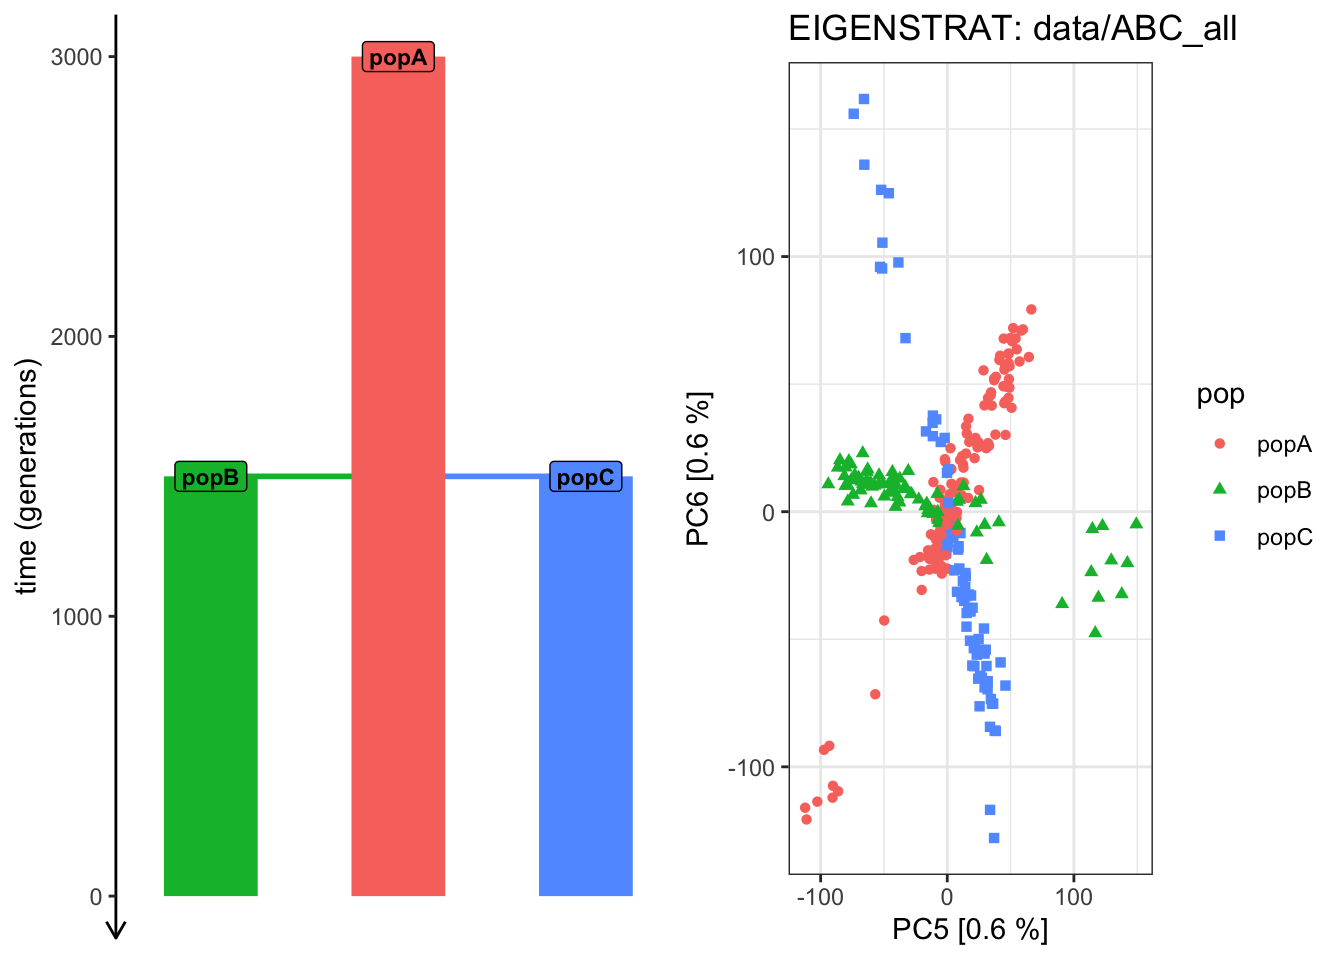 time (generations)
3000
2000
1000
0
popA
popB
popC
EIGENSTRAT: data/ABC_all
PC6 [0.6 %]
100
0
-100
-100
0
100
PC5 [0.6 %]
pop
popA
popB
popC